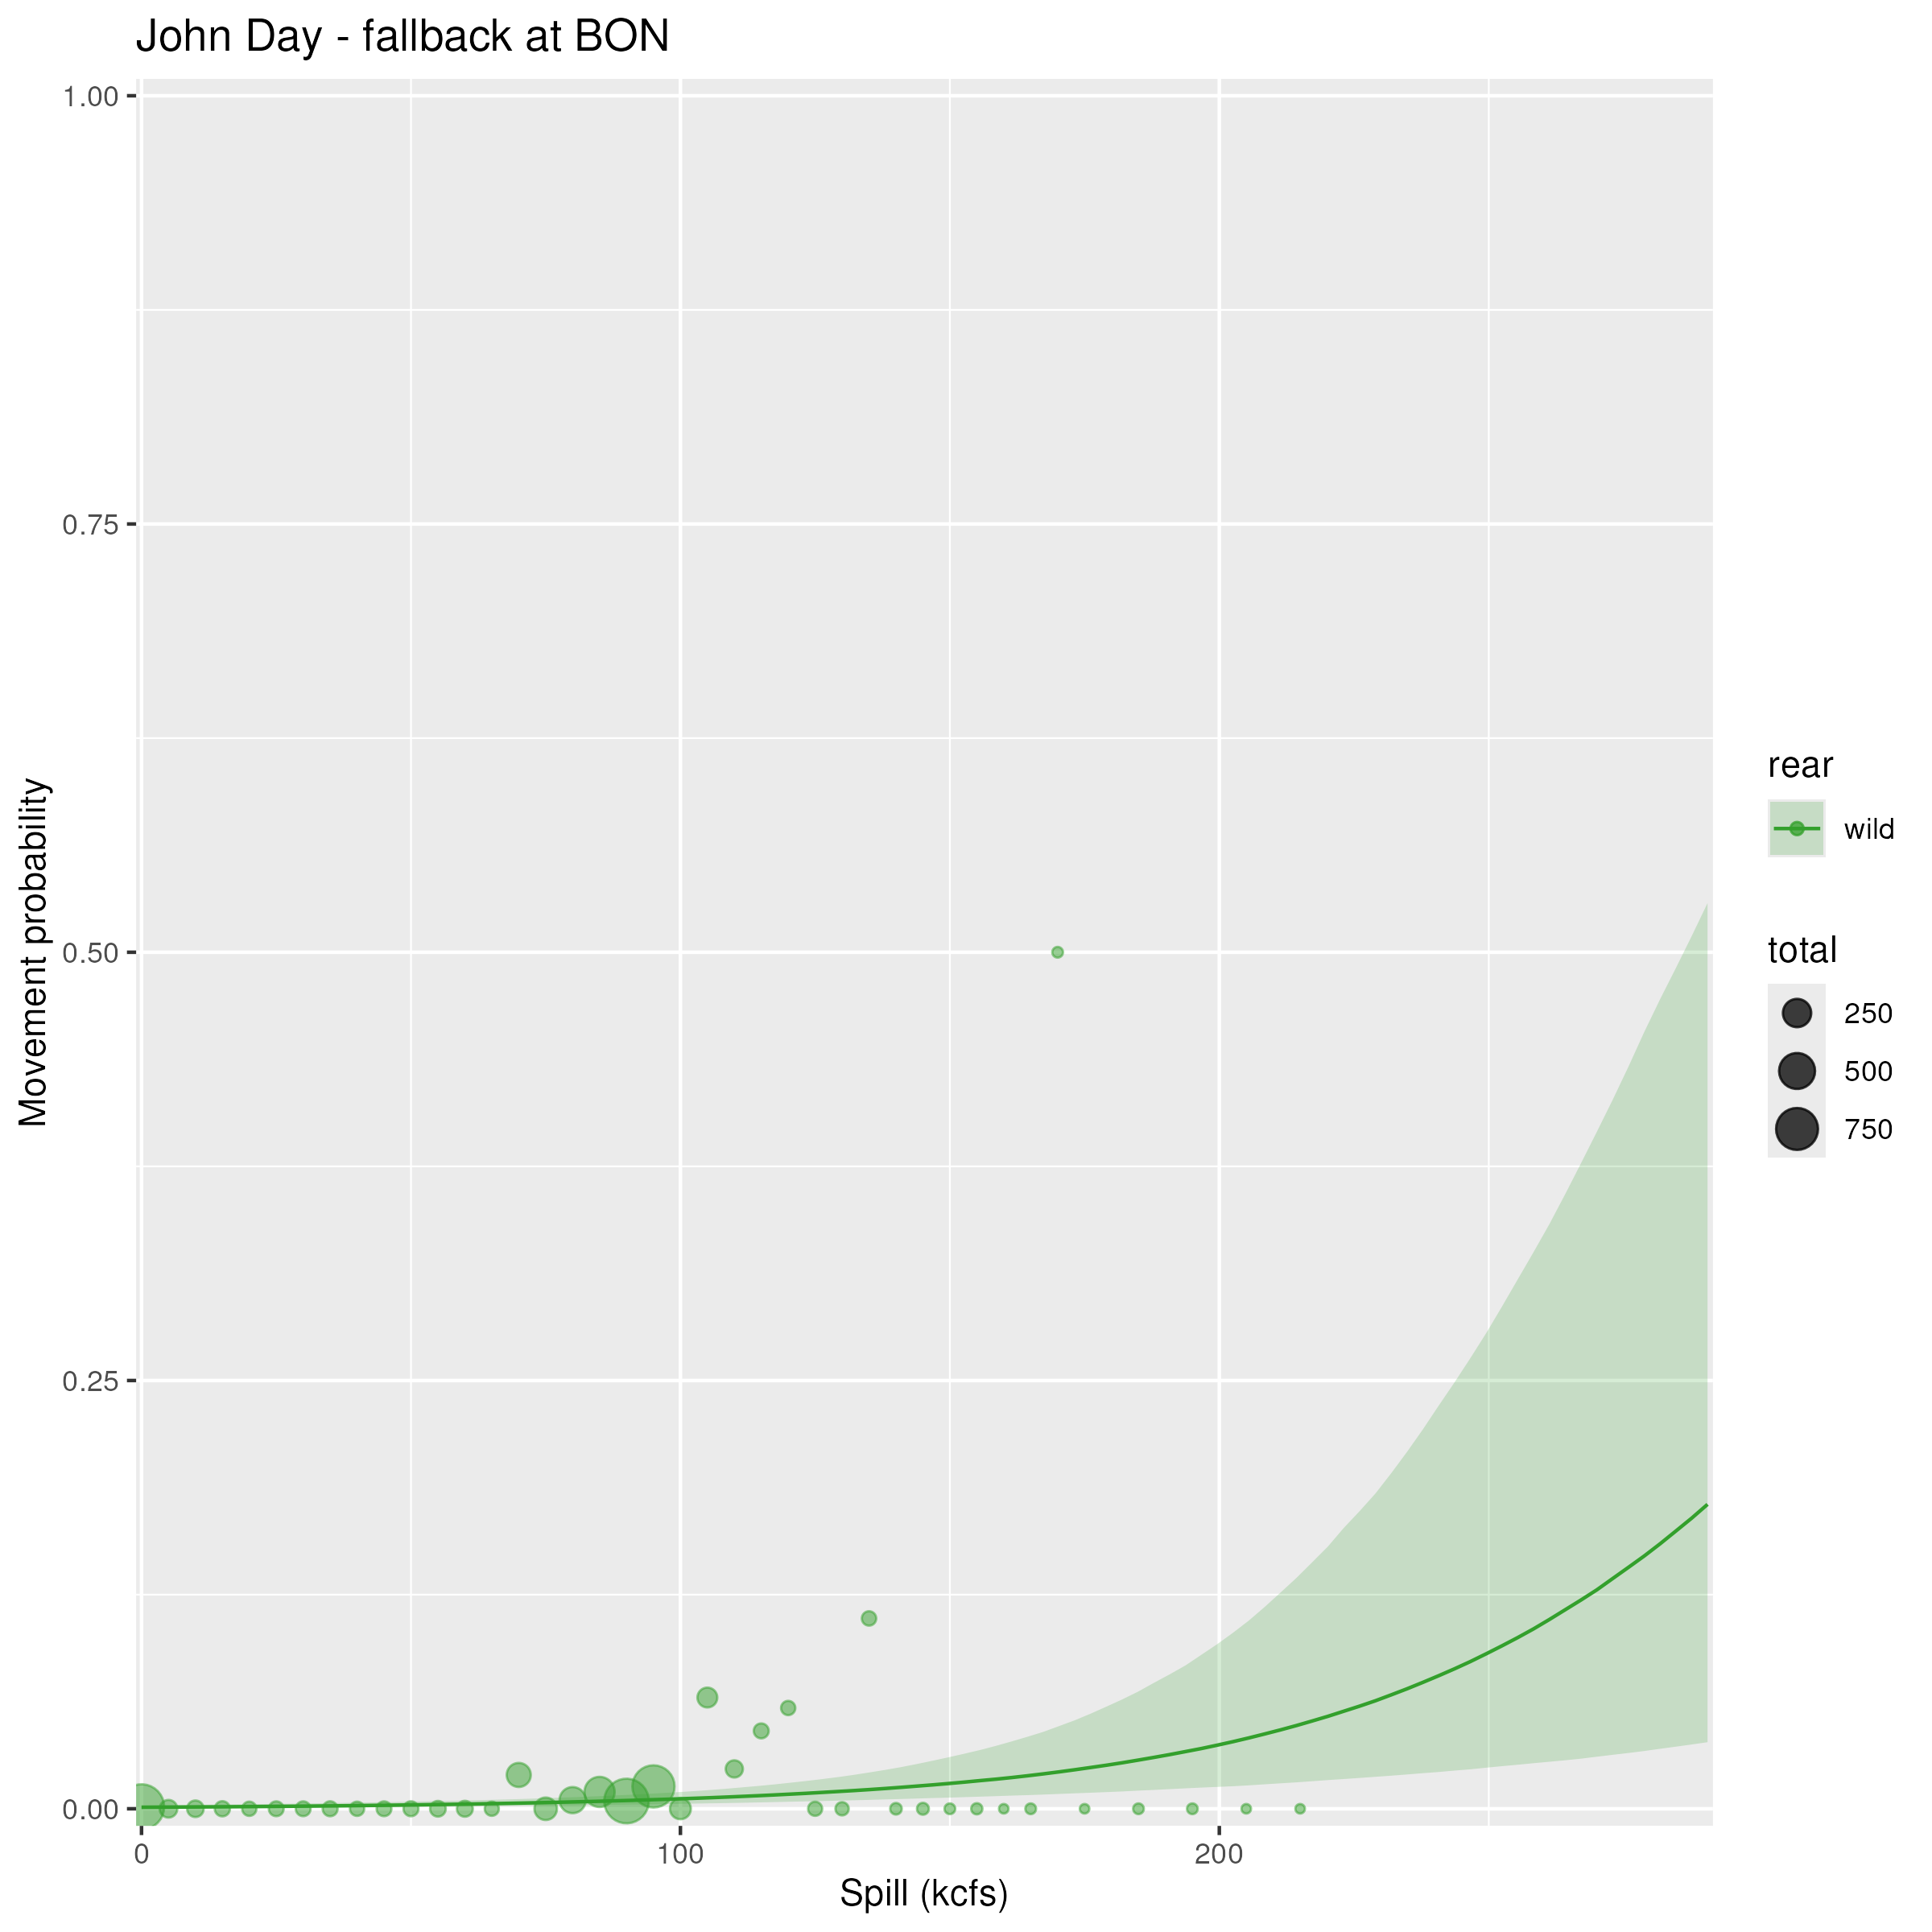 John Day - fallback at BON
1.00
0.75
0.50
0.25
0.00
Movement probability
0
100
200
Spill (kcfs)
rear
wild
total
250
500
750